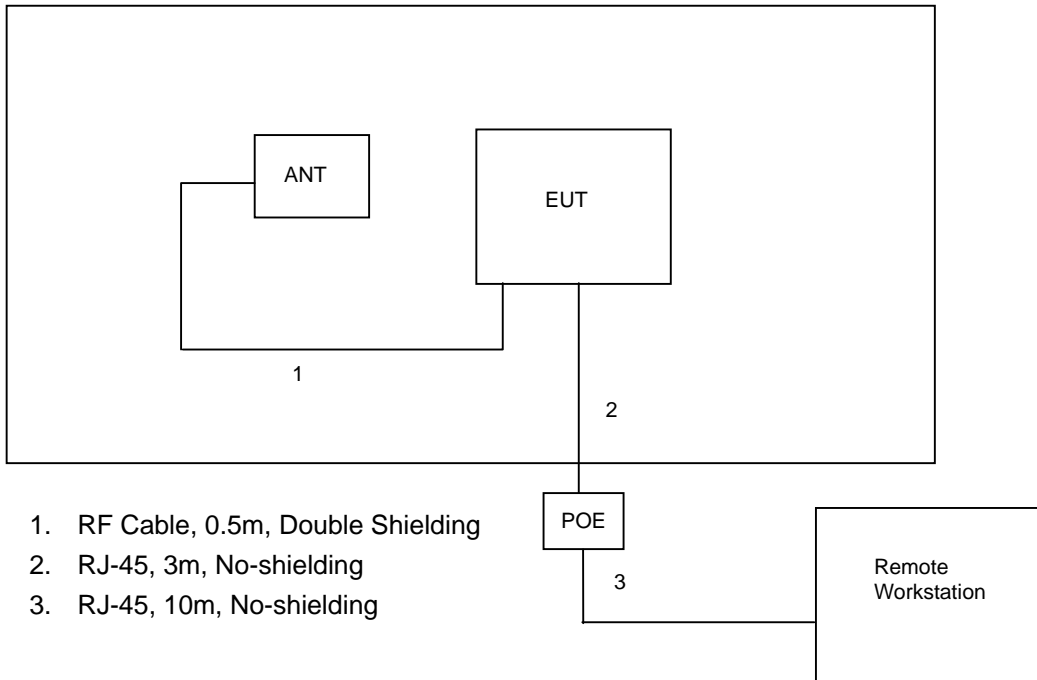 ANT
EUT
1
2
1. RF Cable, 0.5m, Double Shielding
2. RJ-45, 3m, No-shielding
3. RJ-45, 10m, No-shielding
POE
3
Remote
Workstation